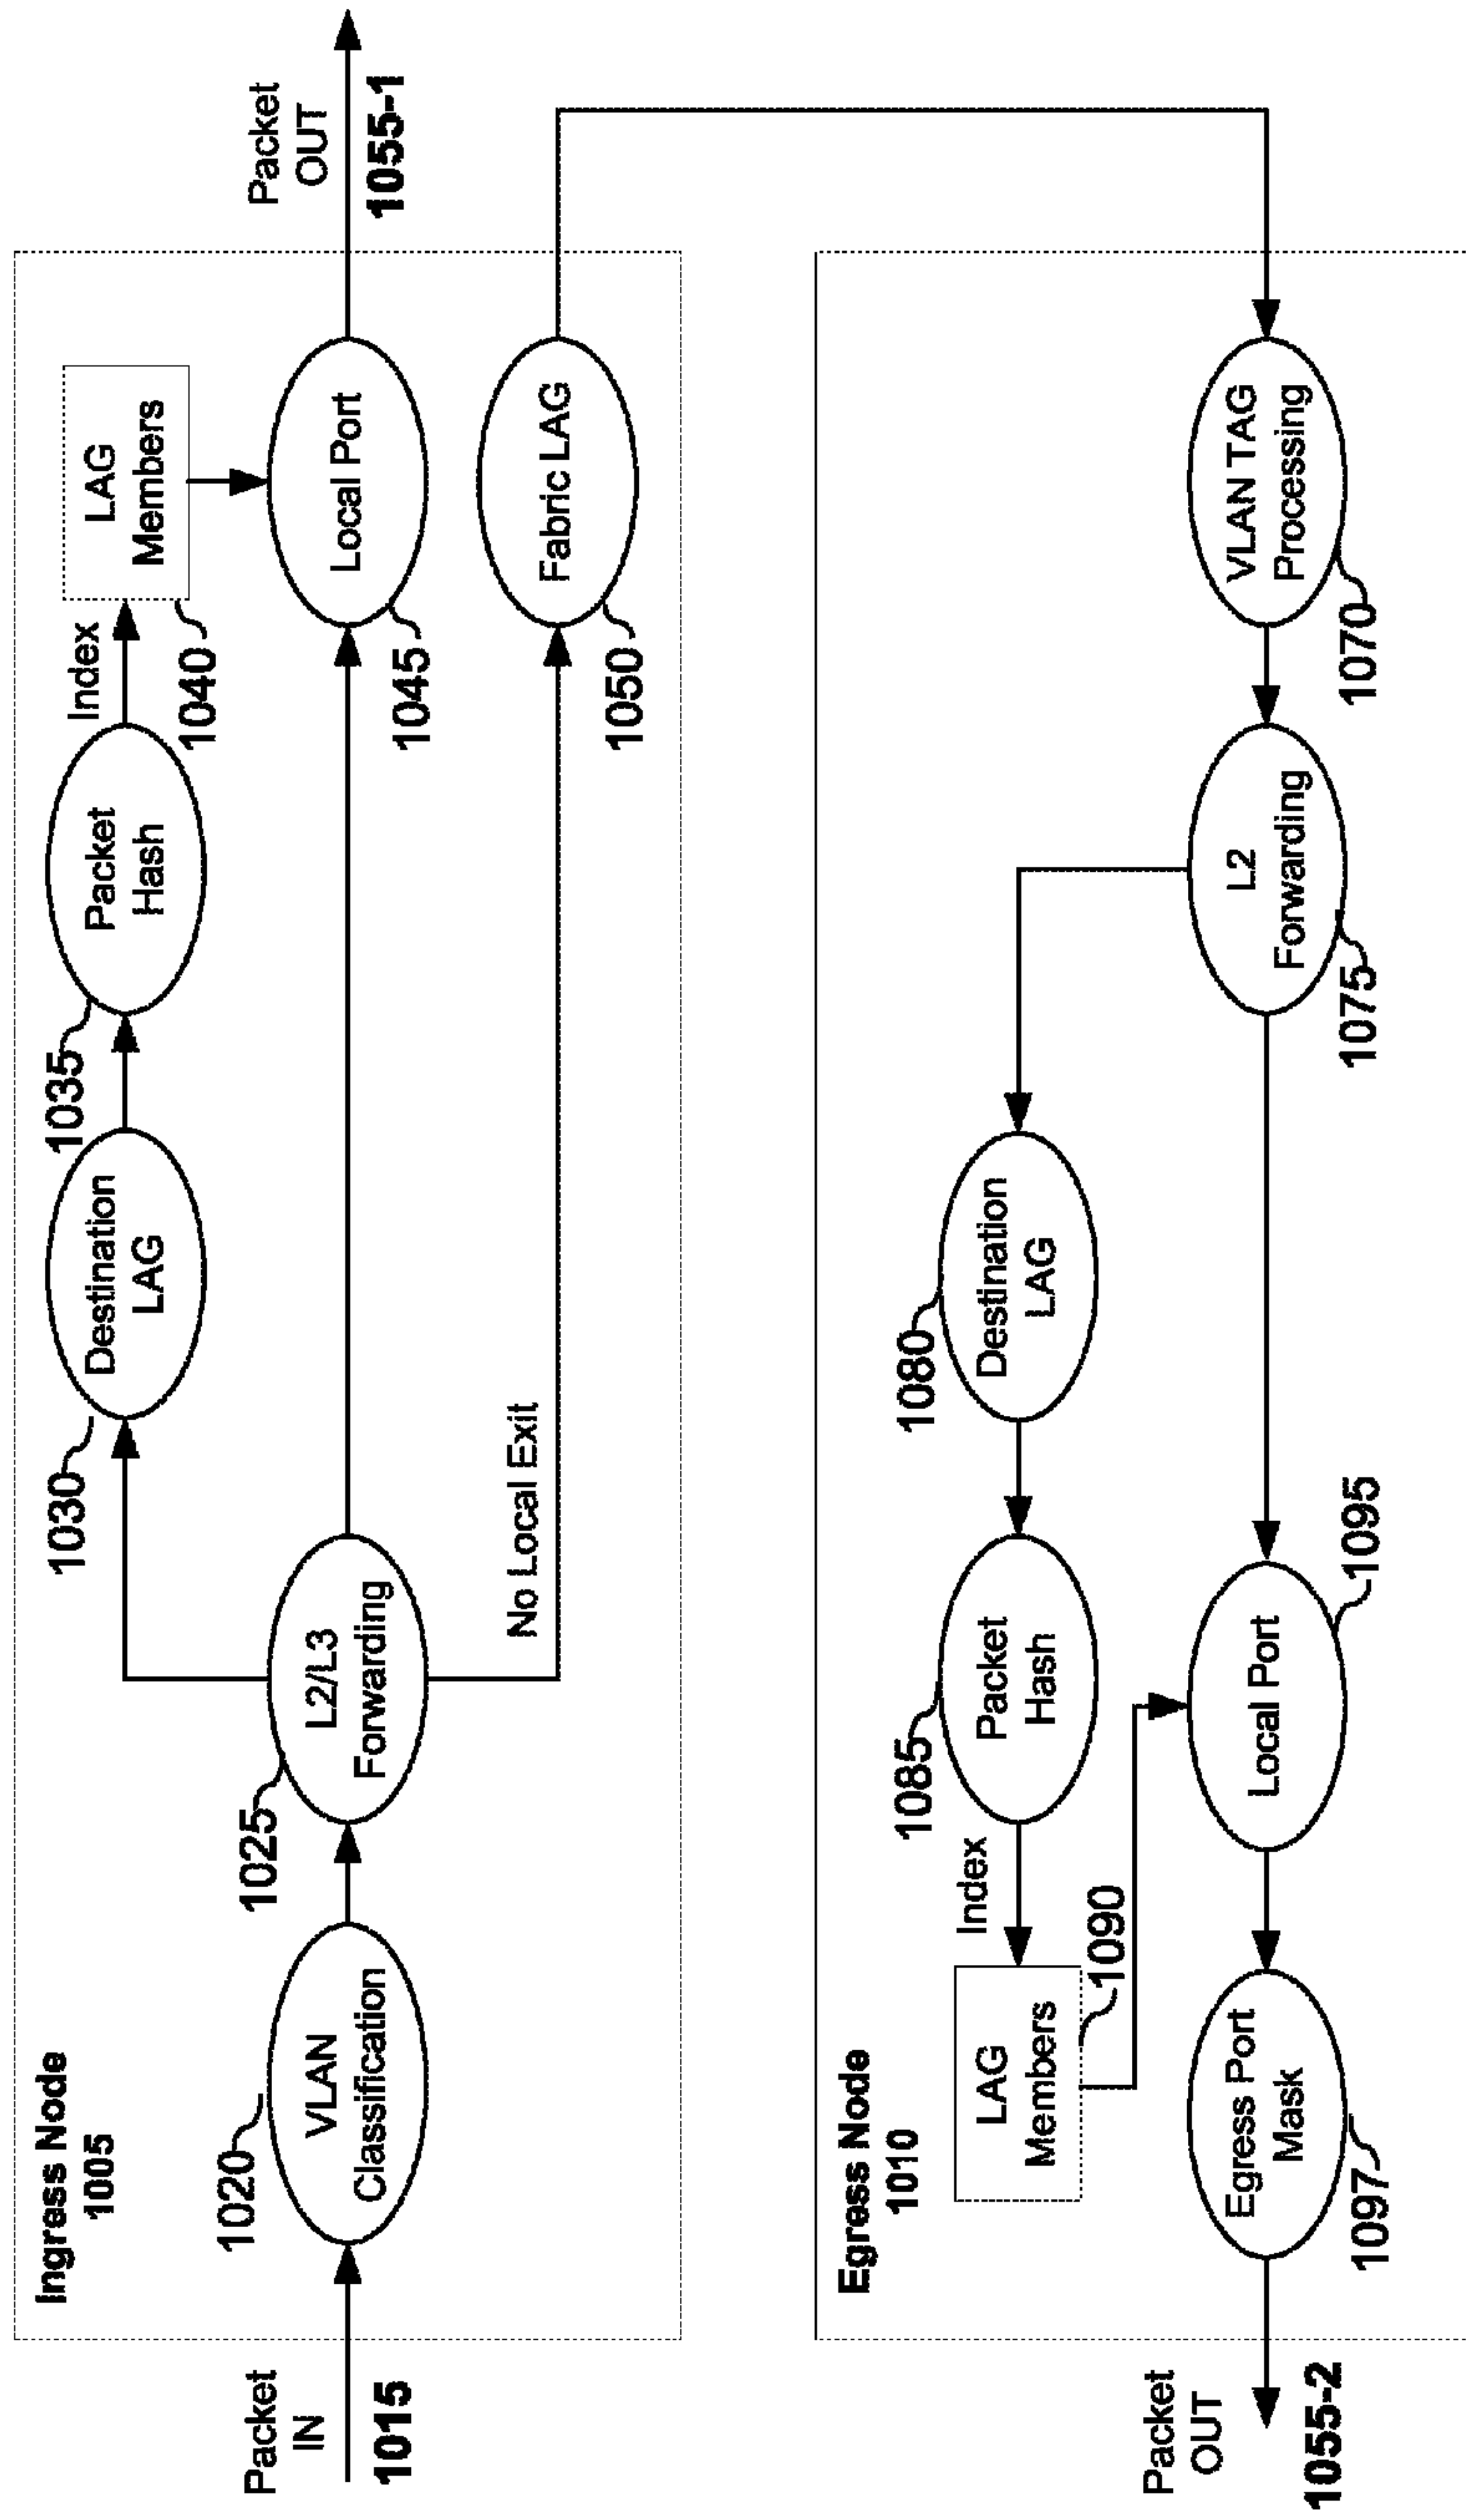 Ingress Node
1005
Packet
IN
1015
1020
VLAN
Classification
1025
L2/L3
Forwarding
1030
Destination
LAG
1035
Packet
Hash
Index
LAG
Members
1040
Local Port
1045
No Local Exit
Fabric LAG
1050
Packet
OUT
1055-1
Egress Node
1010
VLAN TAG
Processing
1070
L2
Forwarding
1075
1080
Destination
LAG
1085
Packet
Hash
Index
LAG
Members
1090
Local Port
1095
Egress Port
Mask
1097
Packet
OUT
1055-2